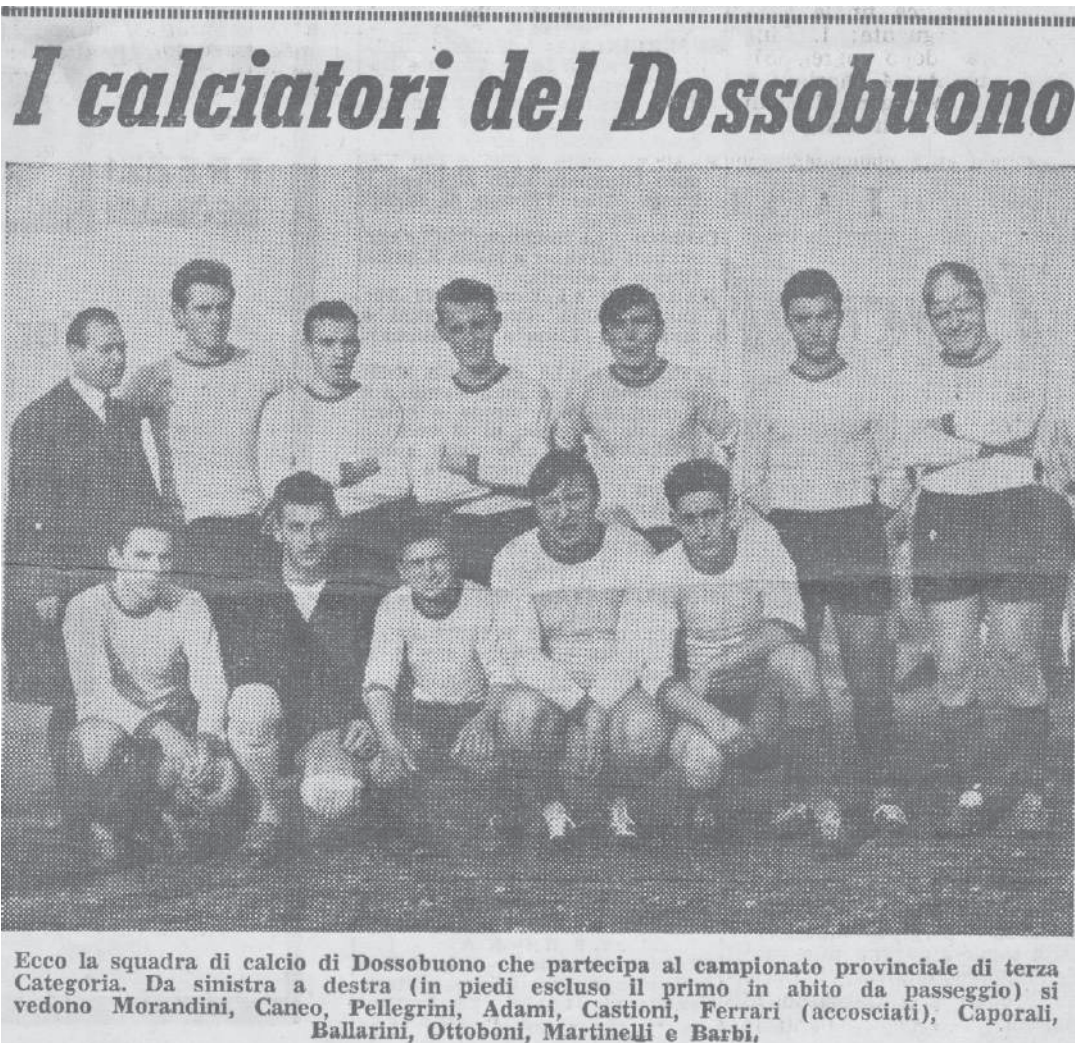 I calciatori del Dossobuono
Ecco la squadra di calcio di Dossobuono che partecipa al campionato provinciale di terza
Categoria. Da sinistra a destra (in piedi escluso il primo in abito da passeggio) si
vedono Morandini, Caneo, Pellegrini, Adami, Castioni, Ferrari (accosciati), Caporali,
Ballarini, Ottoboni, Martinelli e Barbi.